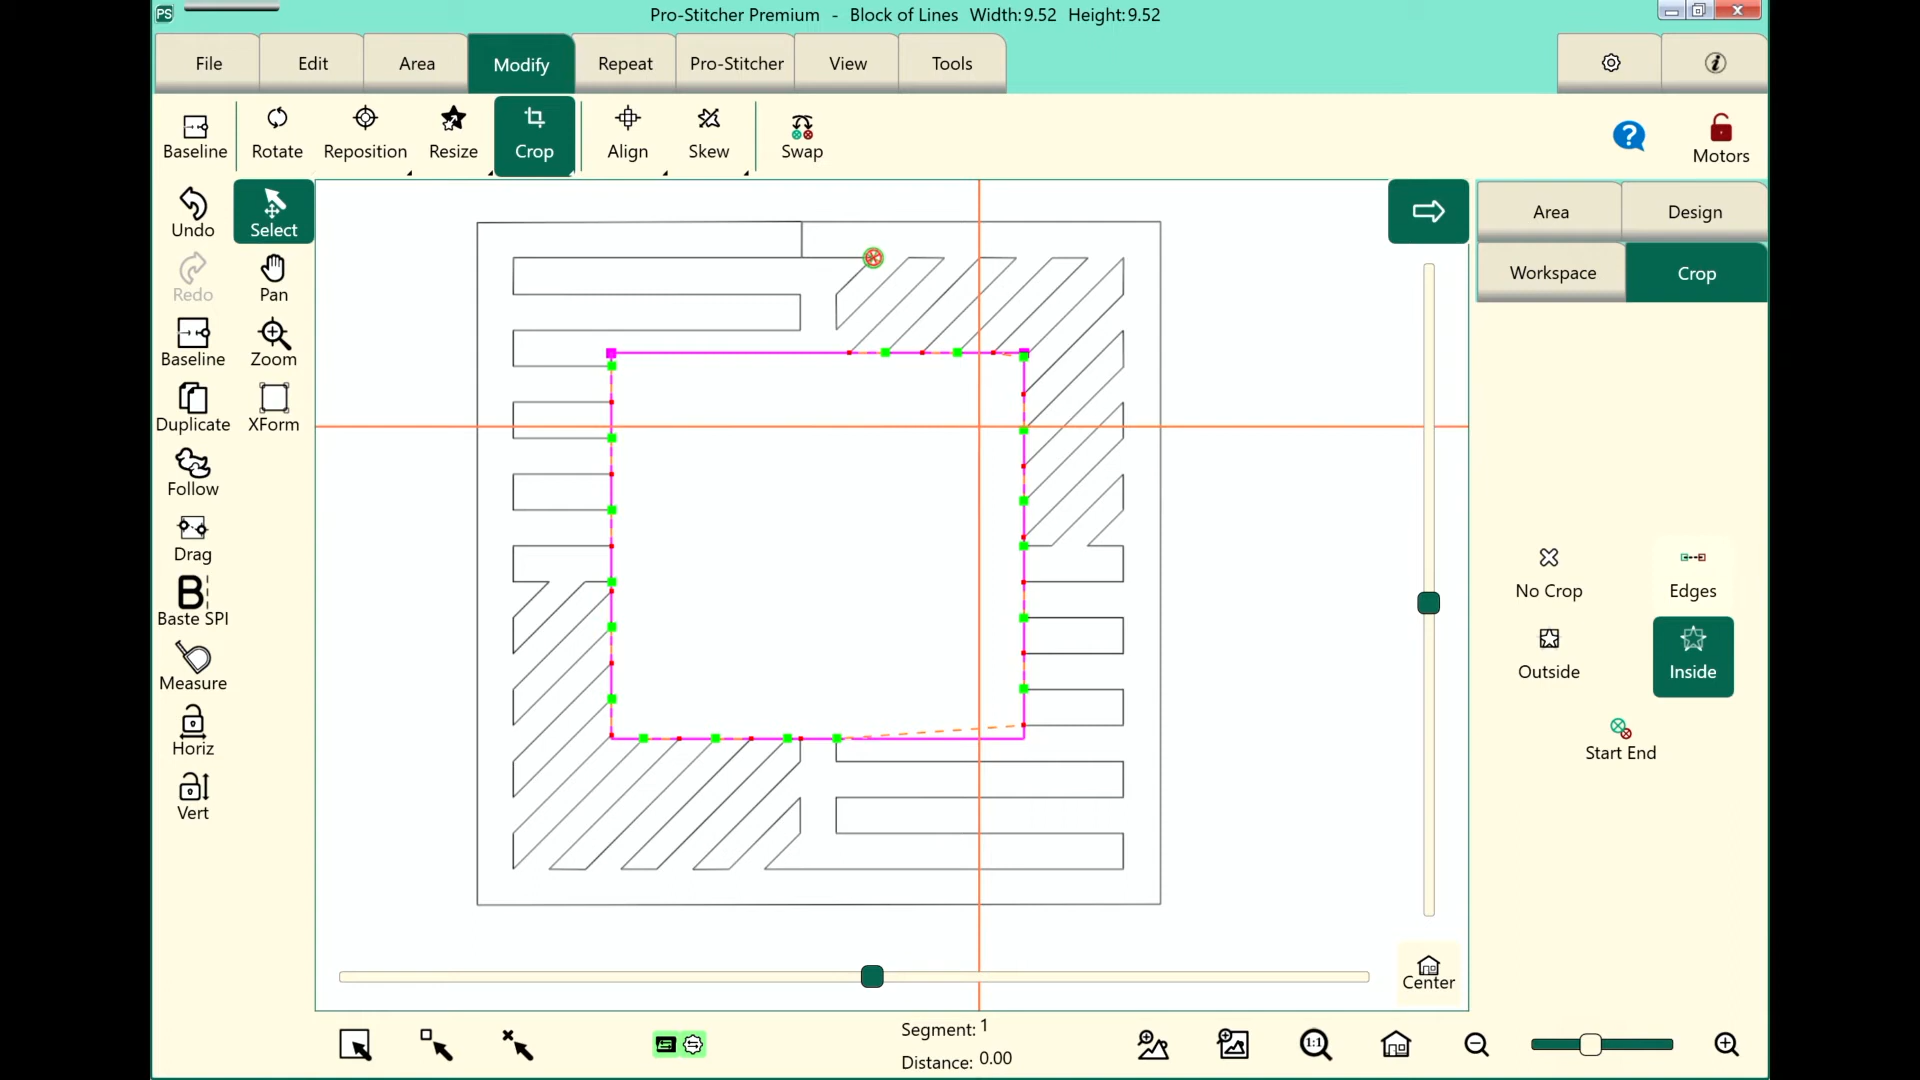 PS
Pro-Stitcher Premium - Block of Lines Width:9.52 Height:9.52
File Edit Area Modify Repeat Pro-Stitcher View Tools
Baseline Rotate Reposition Resize Crop Align Skew Swap Motors
Undo Select
Redo Pan
Baseline Zoom
Duplicate XForm
Follow
Drag
Baste SPI
Measure
Horiz
Vert
Area Design
Workspace Crop
No Crop Edges
Outside Inside
Start End
Center
Segment: 1
Distance: 0.00
1:1